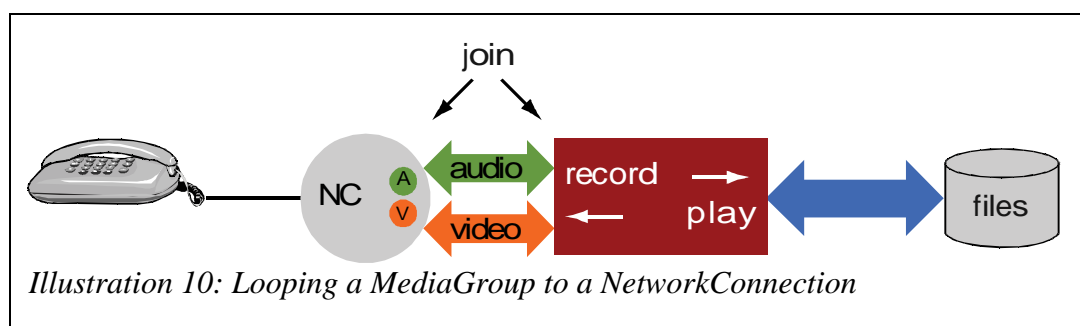 join
NC
A
V
audio
video
record
play
files
Illustration 10: Looping a MediaGroup to a NetworkConnection